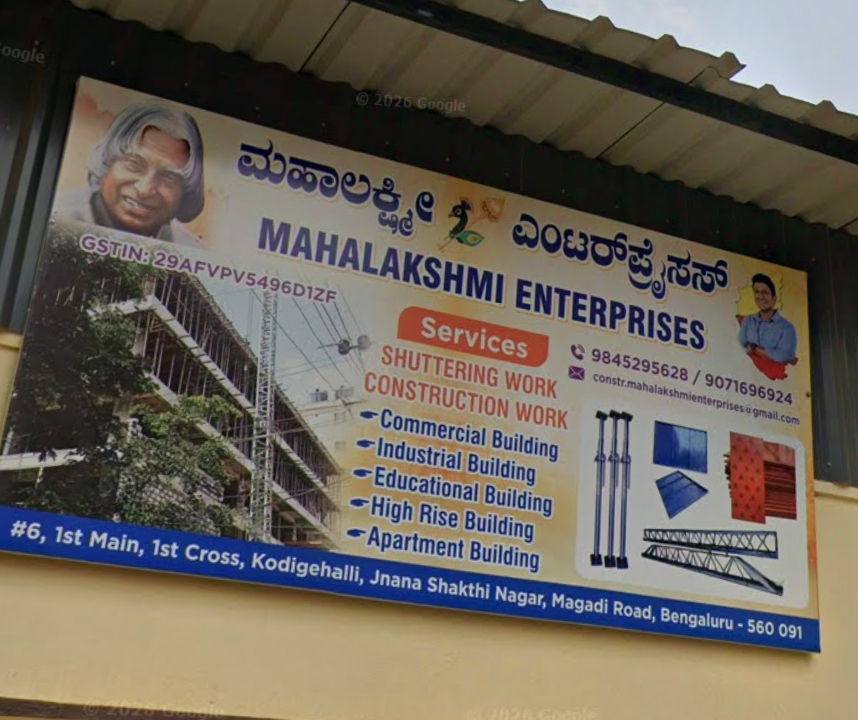 ಮಹಾಲಕ್ಷ್ಮೀ ಎಂಟರ್‌ಪ್ರೈಸಸ್
MAHALAKSHMI ENTERPRISES
GSTIN: 29AFVPV5496D1ZF
Services
SHUTTERING WORK
CONSTRUCTION WORK
Commercial Building
Industrial Building
Educational Building
High Rise Building
Apartment Building
9845295628 / 9071696924
constr.mahalakshmienterprises@gmail.com
#6, 1st Main, 1st Cross, Kodigehalli, Jnana Shakthi Nagar, Magadi Road, Bengaluru - 560 091
© 2026 Google